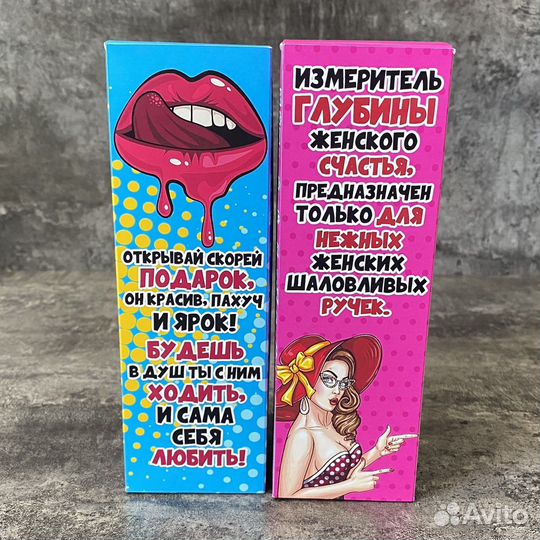 ОТКРЫВАЙ СКОРЕЙ
ПОДАРОК,
ОН КРАСИВ, ПАХУЧ
И ЯРОК!
БУДЕШЬ
В ДУШ ТЫ С НИМ
ХОДИТЬ,
И САМА
СЕБЯ
ЛЮБИТЬ!
ИЗМЕРИТЕЛЬ
ГЛУБИНЫ
ЖЕНСКОГО
СЧАСТЬЯ,
ПРЕДНАЗНАЧЕН
ТОЛЬКО ДЛЯ
НЕЖНЫХ
ЖЕНСКИХ
ШАЛОВЛИВЫХ
РУЧЕК.
Avito